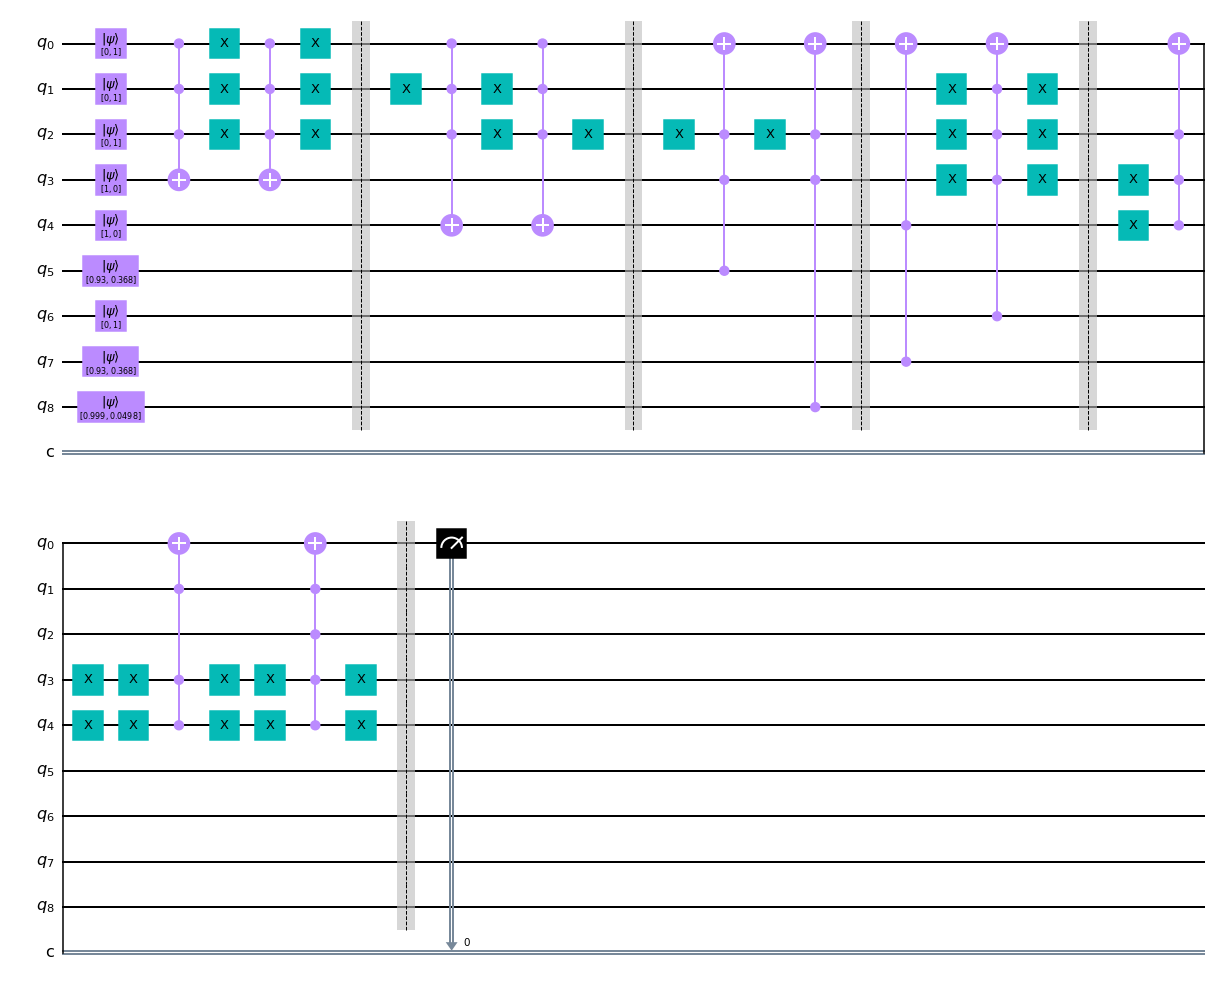 q0 |ψ⟩ [0, 1] X X
q1 |ψ⟩ [0, 1] X X X X X X
q2 |ψ⟩ [0, 1] X X X X X X X X
q3 |ψ⟩ [1, 0] X X X
q4 |ψ⟩ [1, 0] X
q5 |ψ⟩ [0.93, 0.368]
q6 |ψ⟩ [0, 1]
q7 |ψ⟩ [0.93, 0.368]
q8 |ψ⟩ [0.999, 0.0498]
c
q0
q1
q2
q3 X X X X X
q4 X X X X X
q5
q6
q7
q8
c 0